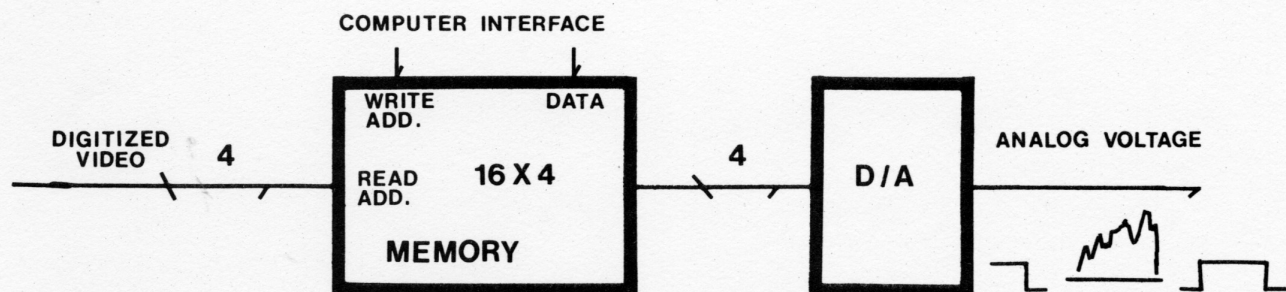 COMPUTER INTERFACE
WRITE
ADD.
DATA
DIGITIZED
VIDEO
4
READ
ADD.
16 X 4
MEMORY
4
D/A
ANALOG VOLTAGE